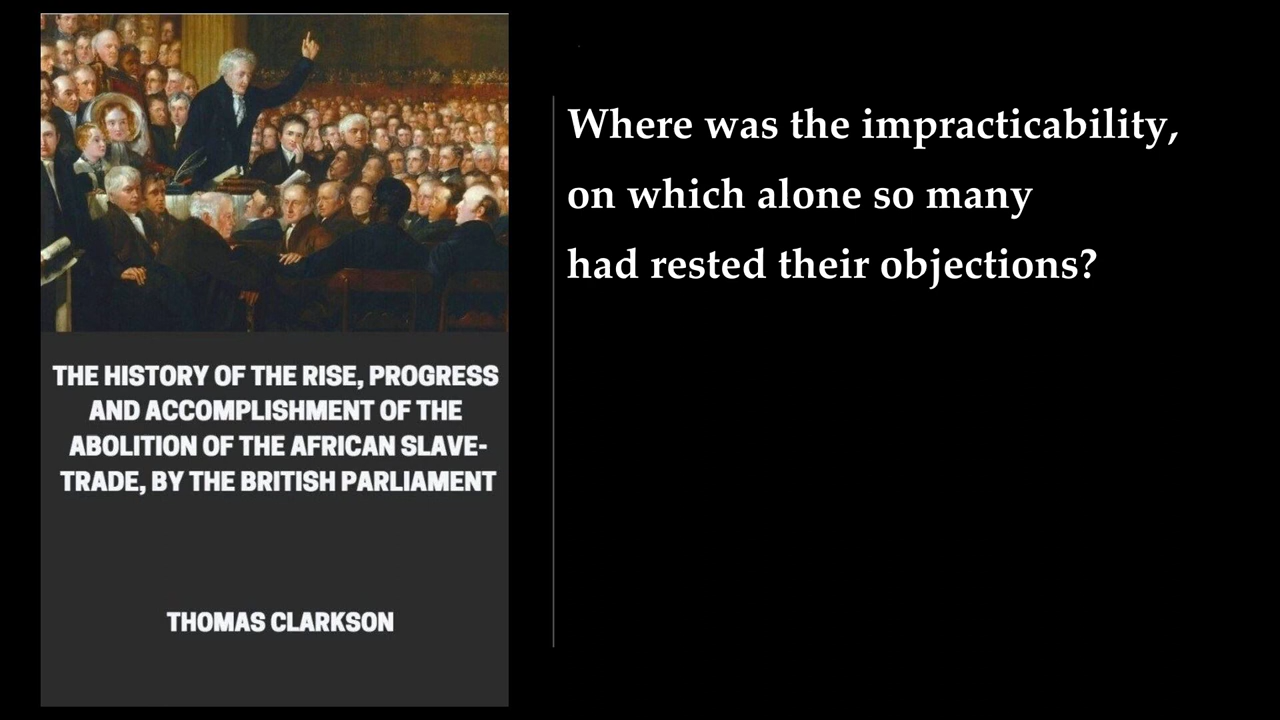 THE HISTORY OF THE RISE, PROGRESS
AND ACCOMPLISHMENT OF THE
ABOLITION OF THE AFRICAN SLAVE-
TRADE, BY THE BRITISH PARLIAMENT
THOMAS CLARKSON
Where was the impracticability,
on which alone so many
had rested their objections?